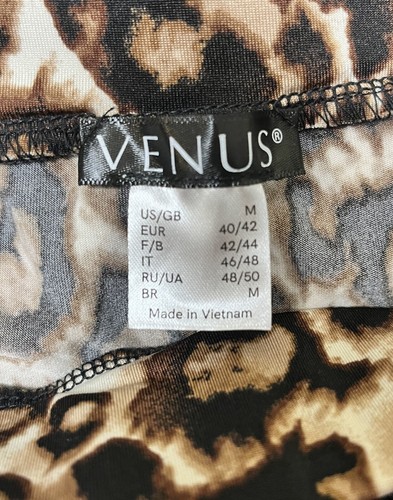 VENUS®
US/GB M
EUR 40/42
F/B 42/44
IT 46/48
RU/UA 48/50
BR M
Made in Vietnam